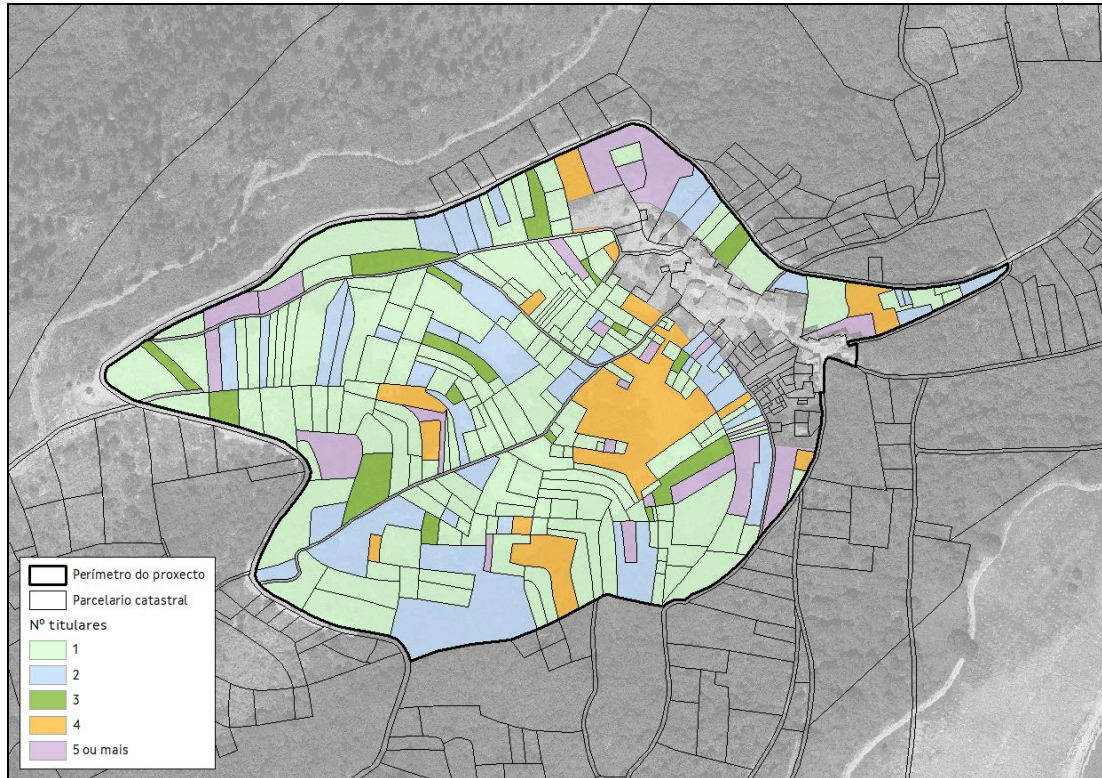 Perímetro do proxecto
Parcelario catastral
Nº titulares
1
2
3
4
5 ou mais